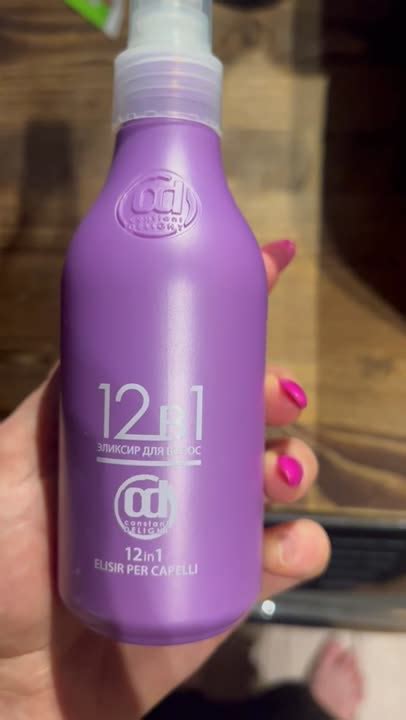 cd
constant
DELIGHT
12в1
ЭЛИКСИР ДЛЯ ВОЛОС
cd
constant
DELIGHT
12in1
ELISIR PER CAPELLI